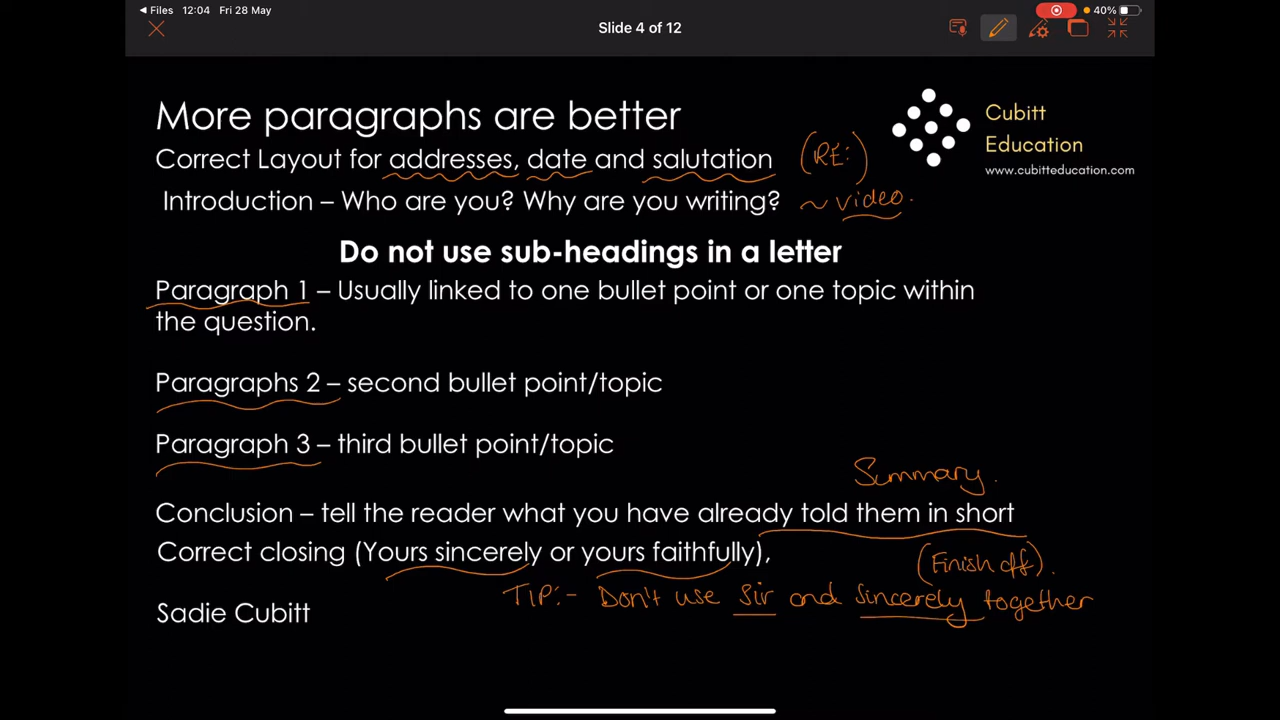 Files 12:04 Fri 28 May 40%
Slide 4 of 12
More paragraphs are better
Cubitt
Education
www.cubitteducation.com
Correct Layout for addresses, date and salutation (RE:)
Introduction – Who are you? Why are you writing? ~ video.
Do not use sub-headings in a letter
Paragraph 1 – Usually linked to one bullet point or one topic within
the question.
Paragraphs 2 – second bullet point/topic
Paragraph 3 – third bullet point/topic
Summary.
Conclusion – tell the reader what you have already told them in short
Correct closing (Yours sincerely or yours faithfully), (Finish off).
TIP:- Don't use Sir and sincerely together
Sadie Cubitt